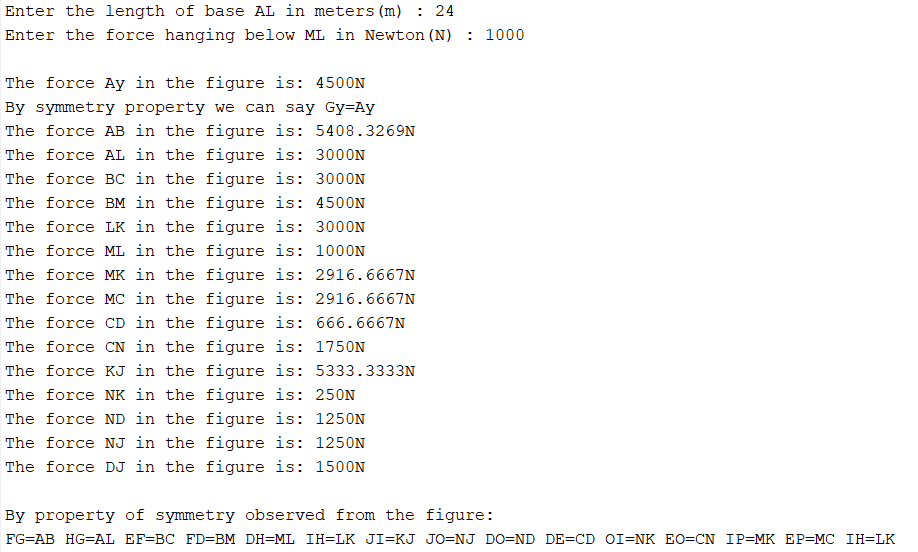 Enter the length of base AL in meters(m) : 24
Enter the force hanging below ML in Newton(N) : 1000
The force Ay in the figure is: 4500N
By symmetry property we can say Gy=Ay
The force AB in the figure is: 5408.3269N
The force AL in the figure is: 3000N
The force BC in the figure is: 3000N
The force BM in the figure is: 4500N
The force LK in the figure is: 3000N
The force ML in the figure is: 1000N
The force MK in the figure is: 2916.6667N
The force MC in the figure is: 2916.6667N
The force CD in the figure is: 666.6667N
The force CN in the figure is: 1750N
The force KJ in the figure is: 5333.3333N
The force NK in the figure is: 250N
The force ND in the figure is: 1250N
The force NJ in the figure is: 1250N
The force DJ in the figure is: 1500N
By property of symmetry observed from the figure:
FG=AB HG=AL EF=BC FD=BM DH=ML IH=LK JI=KJ JO=NJ DO=ND DE=CD OI=NK EO=CN IP=MK EP=MC IH=LK